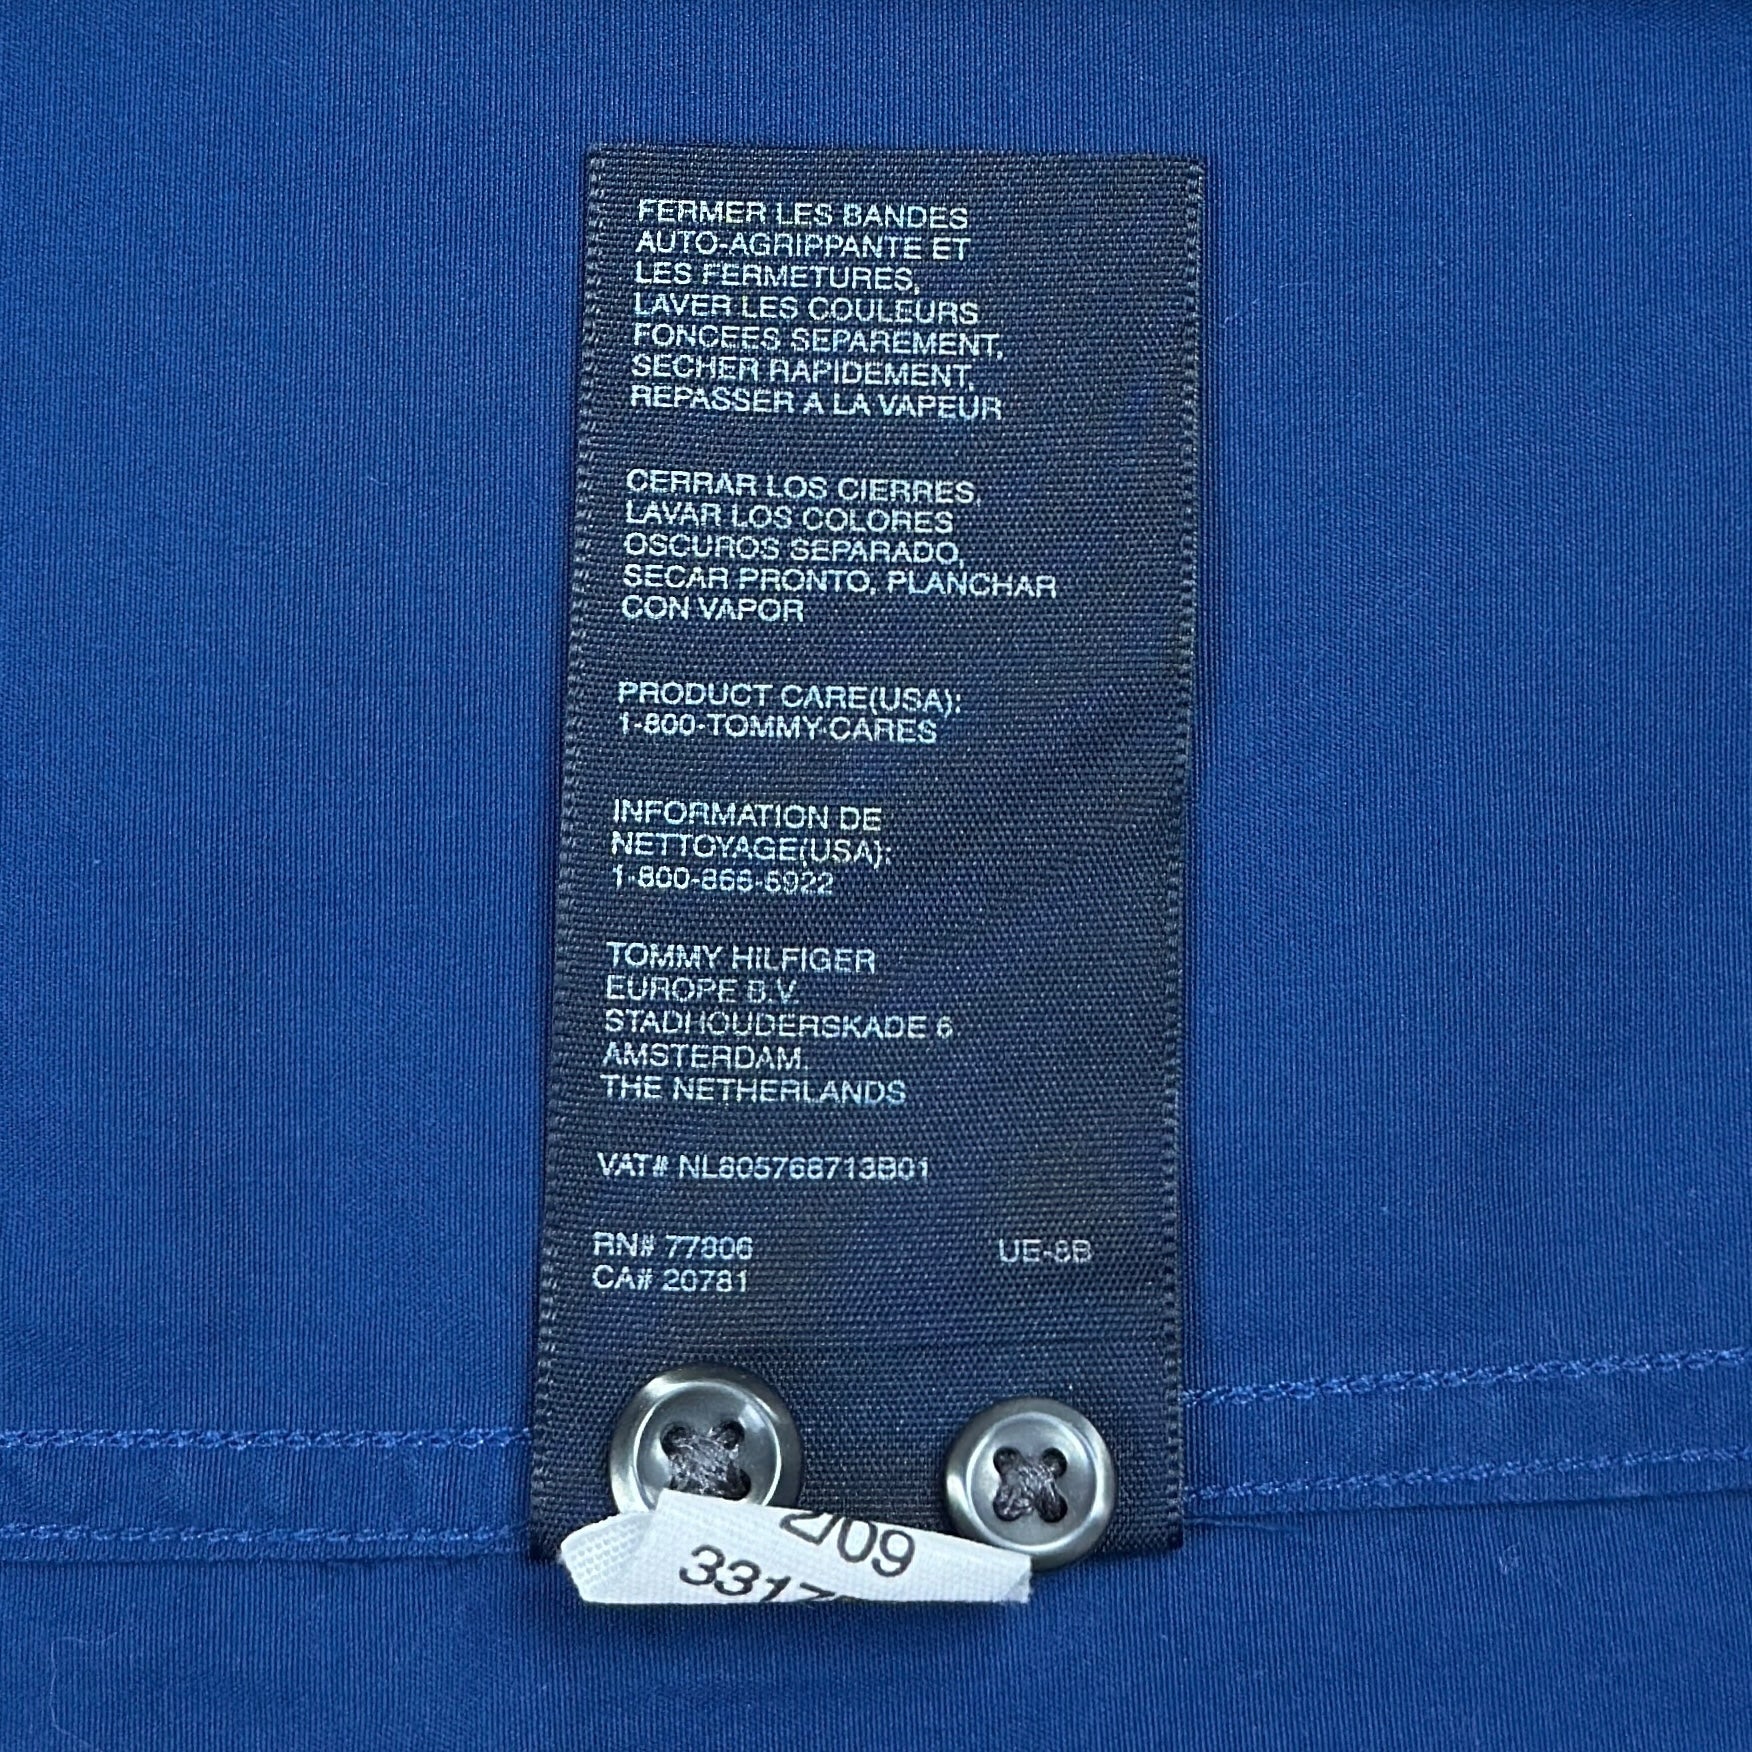 FERMER LES BANDES
AUTO-AGRIPPANTE ET
LES FERMETURES,
LAVER LES COULEURS
FONCEES SEPAREMENT,
SECHER RAPIDEMENT,
REPASSER A LA VAPEUR
CERRAR LOS CIERRES,
LAVAR LOS COLORES
OSCUROS SEPARADO,
SECAR PRONTO, PLANCHAR
CON VAPOR
PRODUCT CARE(USA):
1-800-TOMMY-CARES
INFORMATION DE
NETTOYAGE(USA):
1-800-866-6922
TOMMY HILFIGER
EUROPE B.V.
STADHOUDERSKADE 6
AMSTERDAM.
THE NETHERLANDS
VAT# NL805768713B01
RN# 77806 UE-8B
CA# 20781
2/09